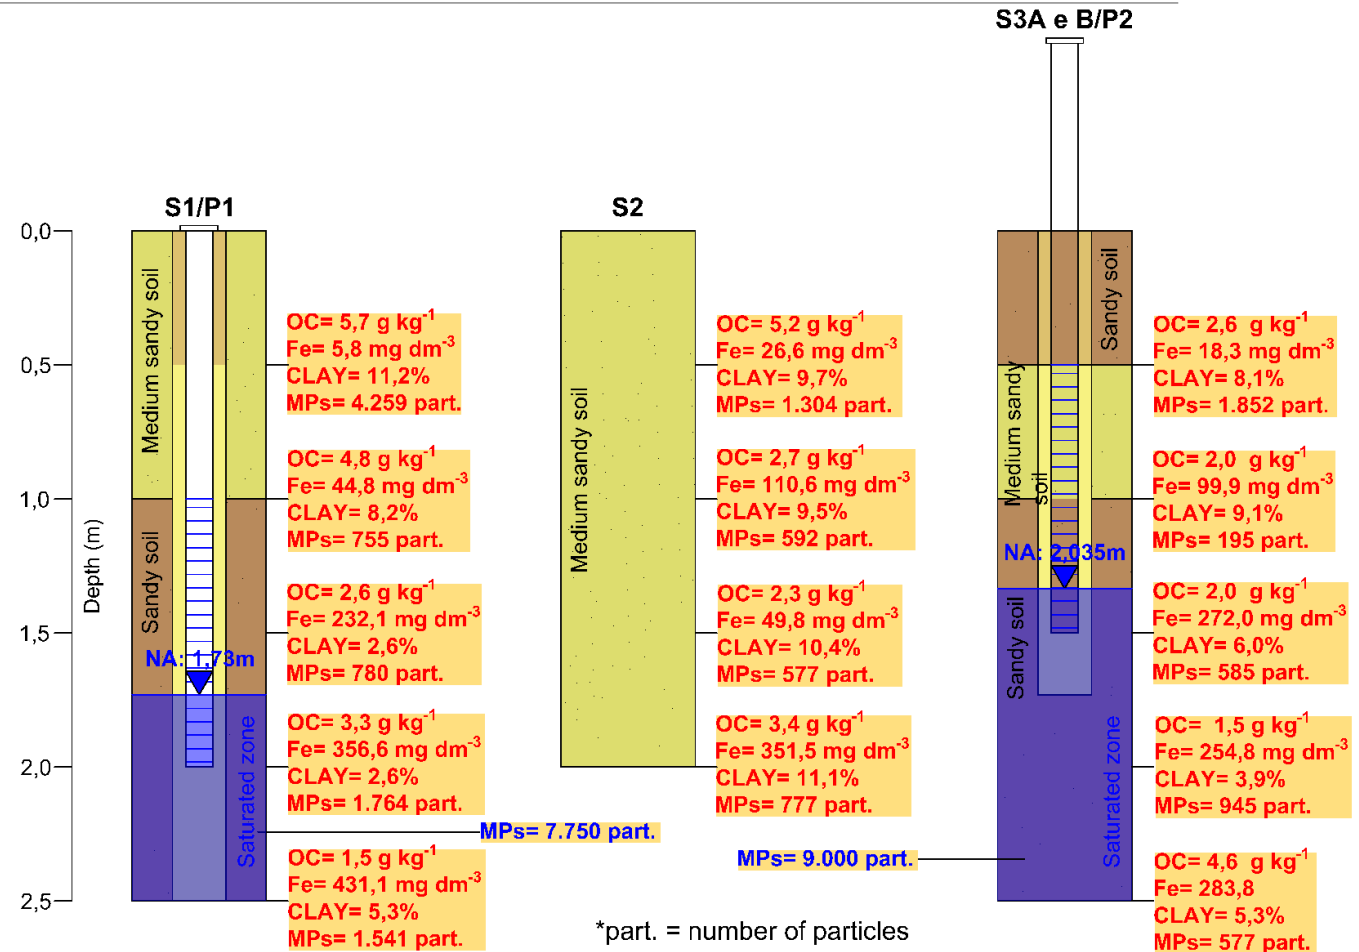 S3A e B/P2
S1/P1
S2
0,0
0,5
1,0
1,5
2,0
2,5
Depth (m)
Medium sandy soil
Sandy soil
NA: 1,73m
Saturated zone
OC= 5,7 g kg⁻¹
Fe= 5,8 mg dm⁻³
CLAY= 11,2%
MPs= 4.259 part.
OC= 4,8 g kg⁻¹
Fe= 44,8 mg dm⁻³
CLAY= 8,2%
MPs= 755 part.
OC= 2,6 g kg⁻¹
Fe= 232,1 mg dm⁻³
CLAY= 2,6%
MPs= 780 part.
OC= 3,3 g kg⁻¹
Fe= 356,6 mg dm⁻³
CLAY= 2,6%
MPs= 1.764 part.
MPs= 7.750 part.
OC= 1,5 g kg⁻¹
Fe= 431,1 mg dm⁻³
CLAY= 5,3%
MPs= 1.541 part.
Medium sandy soil
OC= 5,2 g kg⁻¹
Fe= 26,6 mg dm⁻³
CLAY= 9,7%
MPs= 1.304 part.
OC= 2,7 g kg⁻¹
Fe= 110,6 mg dm⁻³
CLAY= 9,5%
MPs= 592 part.
OC= 2,3 g kg⁻¹
Fe= 49,8 mg dm⁻³
CLAY= 10,4%
MPs= 577 part.
OC= 3,4 g kg⁻¹
Fe= 351,5 mg dm⁻³
CLAY= 11,1%
MPs= 777 part.
MPs= 9.000 part.
Sandy soil
Medium sandy
soil
NA: 2,035m
Sandy soil
Saturated zone
OC= 2,6 g kg⁻¹
Fe= 18,3 mg dm⁻³
CLAY= 8,1%
MPs= 1.852 part.
OC= 2,0 g kg⁻¹
Fe= 99,9 mg dm⁻³
CLAY= 9,1%
MPs= 195 part.
OC= 2,0 g kg⁻¹
Fe= 272,0 mg dm⁻³
CLAY= 6,0%
MPs= 585 part.
OC= 1,5 g kg⁻¹
Fe= 254,8 mg dm⁻³
CLAY= 3,9%
MPs= 945 part.
OC= 4,6 g kg⁻¹
Fe= 283,8
CLAY= 5,3%
MPs= 577 part.
*part. = number of particles